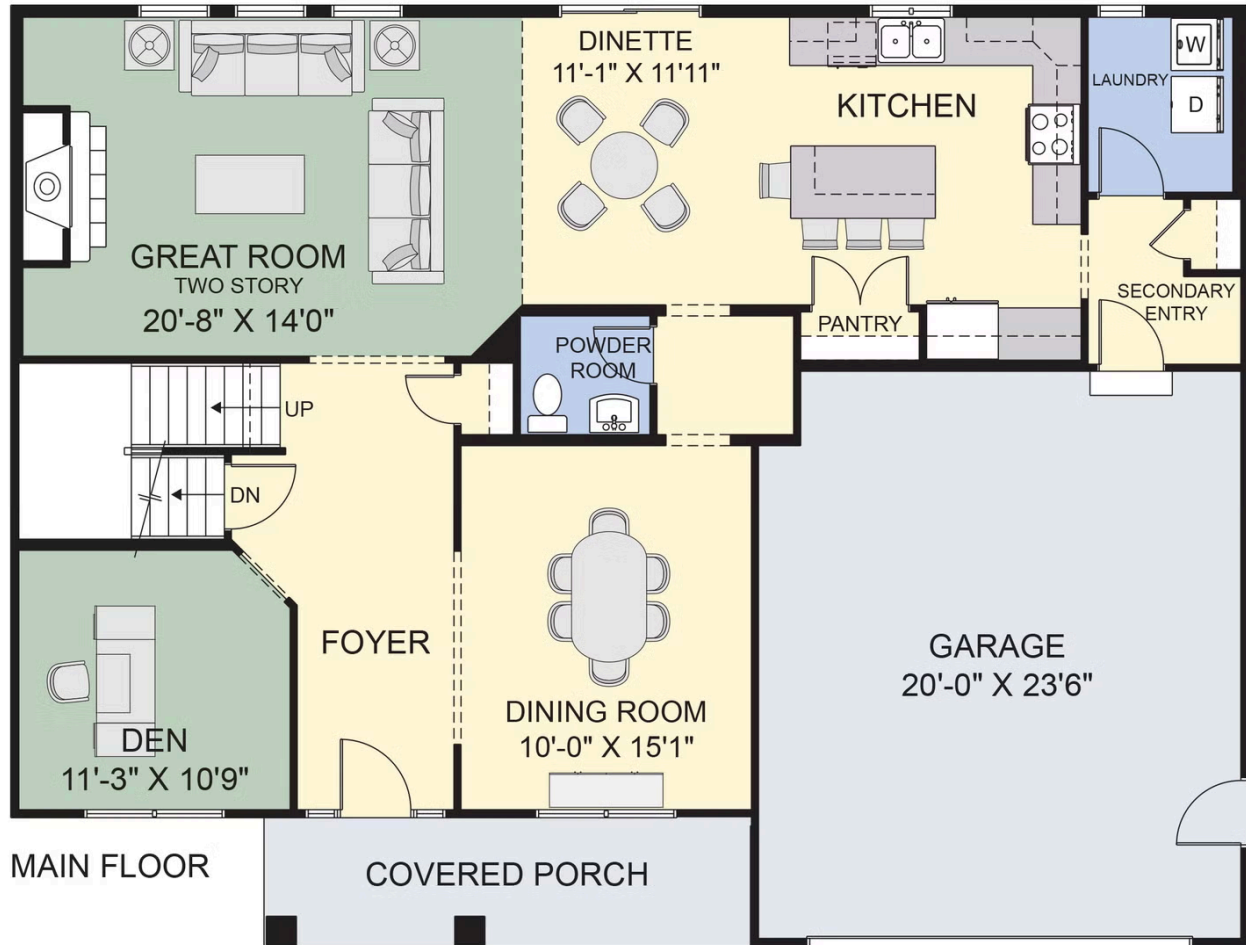 DINETTE
11'-1" X 11'11"
KITCHEN
LAUNDRY
W
D
GREAT ROOM
TWO STORY
20'-8" X 14'0"
SECONDARY
ENTRY
PANTRY
POWDER
ROOM
UP
DN
FOYER
GARAGE
20'-0" X 23'6"
DINING ROOM
10'-0" X 15'1"
DEN
11'-3" X 10'9"
MAIN FLOOR
COVERED PORCH